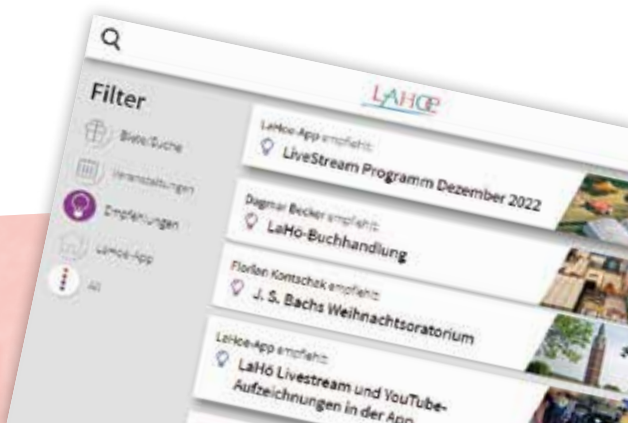 LAHOE
Filter
Biete/Suche
Veranstaltungen
Empfehlungen
LaHoe-App
All
LaHoe-App empfiehlt:
LiveStream Programm Dezember 2022
Dagmar Becker empfiehlt:
LaHö-Buchhandlung
Florian Kontschak empfiehlt:
J. S. Bachs Weihnachtsoratorium
LaHoe-App empfiehlt:
LaHö Livestream und YouTube-
Aufzeichnungen in der App